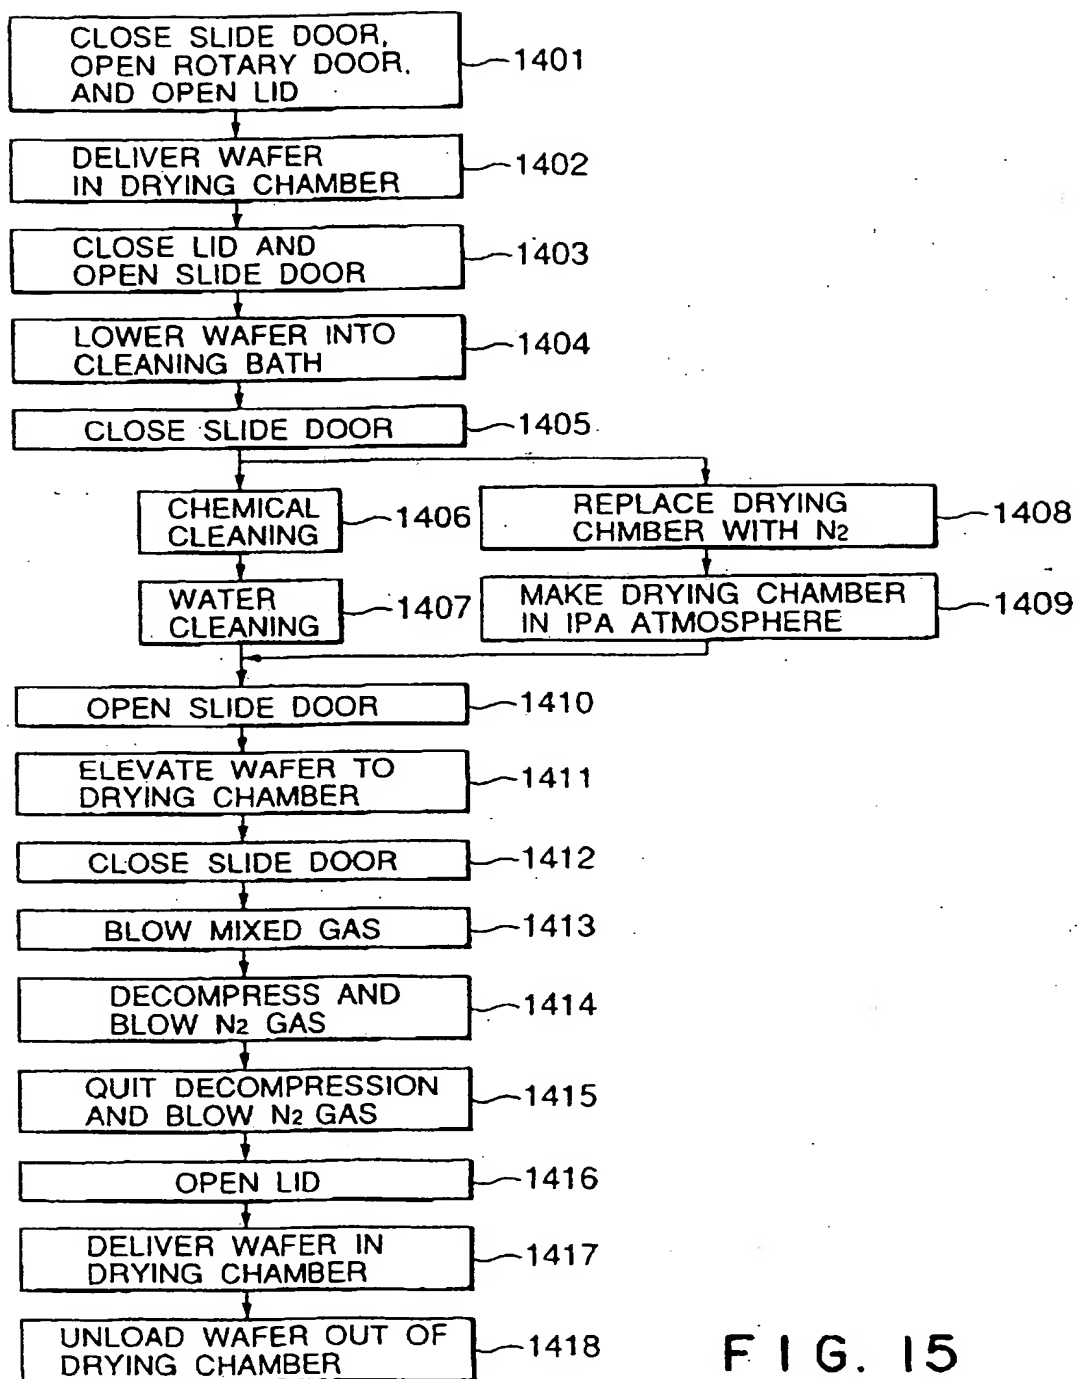 CLOSE SLIDE DOOR,
OPEN ROTARY DOOR,
AND OPEN LID
1401
DELIVER WAFER
IN DRYING CHAMBER
1402
CLOSE LID AND
OPEN SLIDE DOOR
1403
LOWER WAFER INTO
CLEANING BATH
1404
CLOSE SLIDE DOOR
1405
CHEMICAL
CLEANING
1406
REPLACE DRYING
CHMBER WITH N2
1408
WATER
CLEANING
1407
MAKE DRYING CHAMBER
IN IPA ATMOSPHERE
1409
OPEN SLIDE DOOR
1410
ELEVATE WAFER TO
DRYING CHAMBER
1411
CLOSE SLIDE DOOR
1412
BLOW MIXED GAS
1413
DECOMPRESS AND
BLOW N2 GAS
1414
QUIT DECOMPRESSION
AND BLOW N2 GAS
1415
OPEN LID
1416
DELIVER WAFER IN
DRYING CHAMBER
1417
UNLOAD WAFER OUT OF
DRYING CHAMBER
1418
FIG. 15